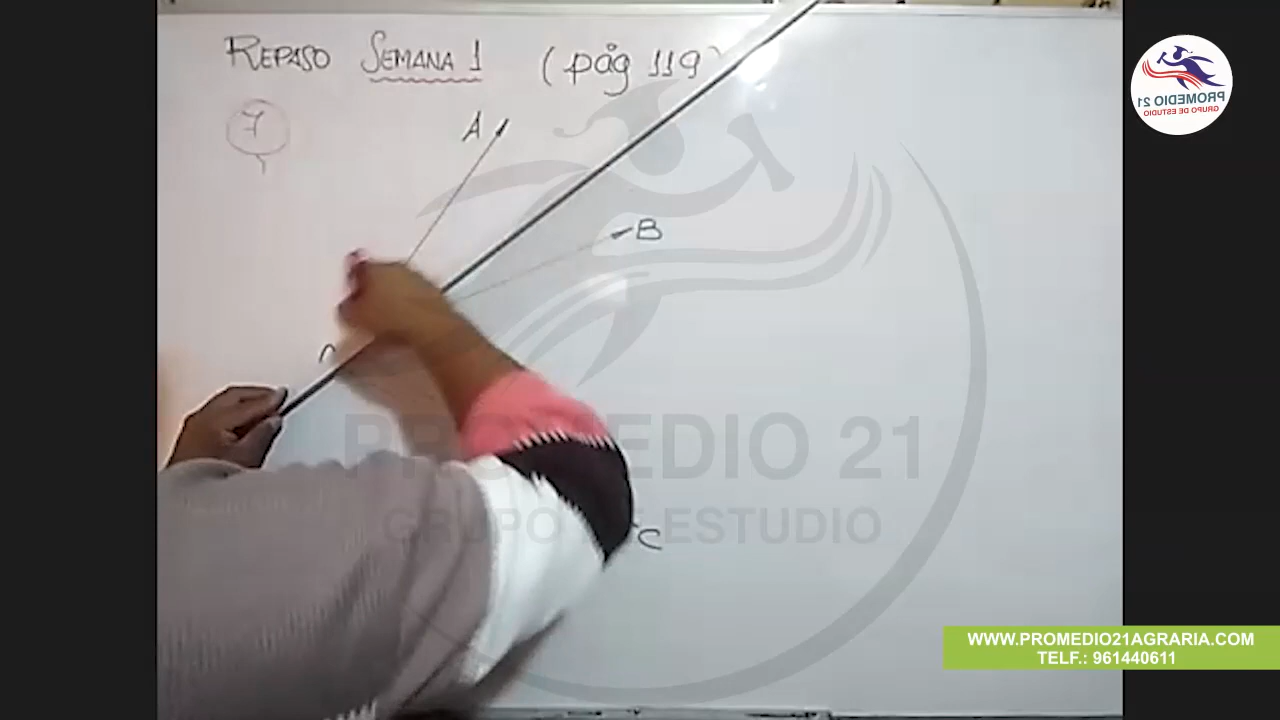 REPASO SEMANA 1 (pág 119)
7
A
B
C
PROMEDIO 21
GRUPO DE ESTUDIO
PROMEDIO 21
GRUPO DE ESTUDIO
WWW.PROMEDIO21AGRARIA.COM
TELF.: 961440611